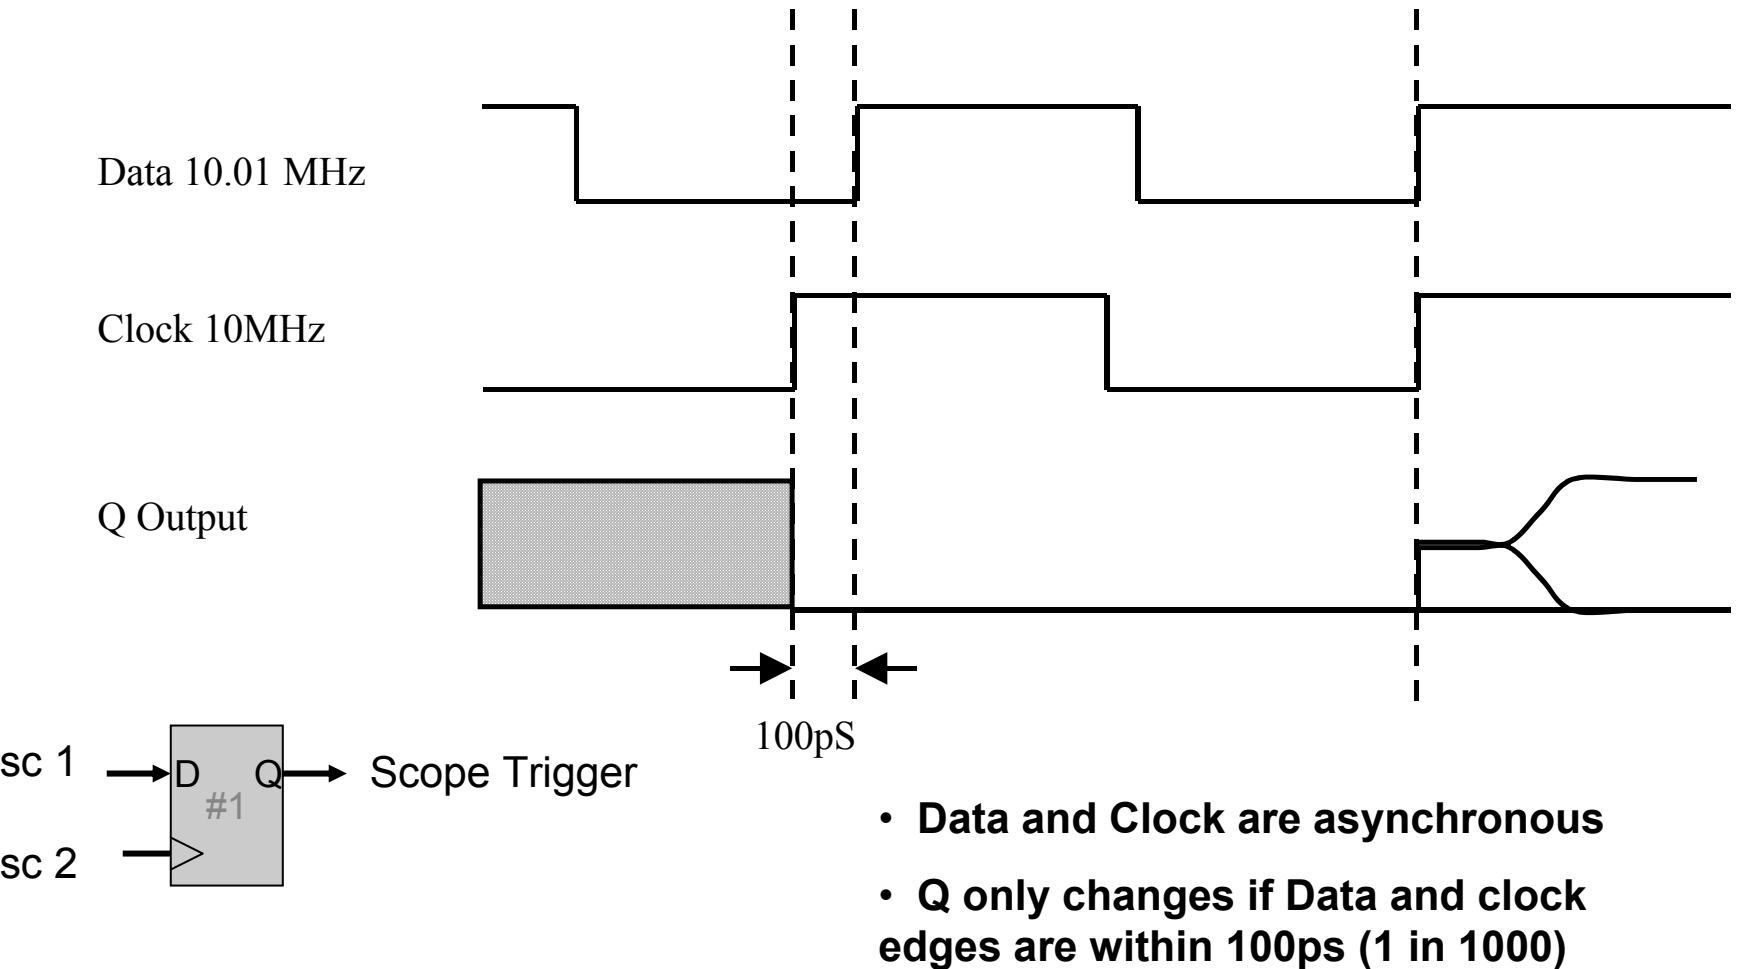 Data 10.01 MHz
Clock 10MHz
Q Output
100pS
sc 1
D
Q
#1
Scope Trigger
sc 2
• Data and Clock are asynchronous
• Q only changes if Data and clock
edges are within 100ps (1 in 1000)